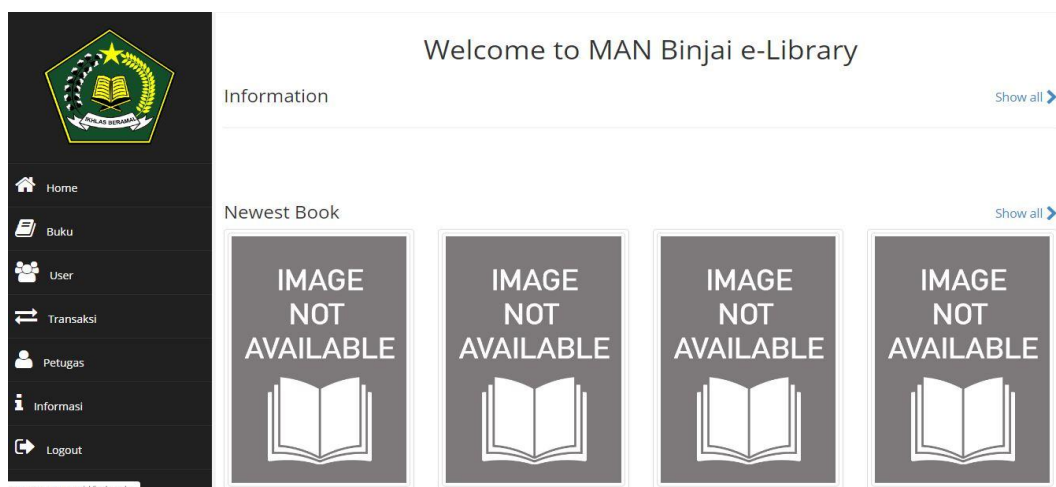 IKHLAS BERAMAL
Home
Buku
User
Transaksi
Petugas
Informasi
Logout
Welcome to MAN Binjai e-Library
Information
Show all
Newest Book
Show all
IMAGE
NOT
AVAILABLE
IMAGE
NOT
AVAILABLE
IMAGE
NOT
AVAILABLE
IMAGE
NOT
AVAILABLE